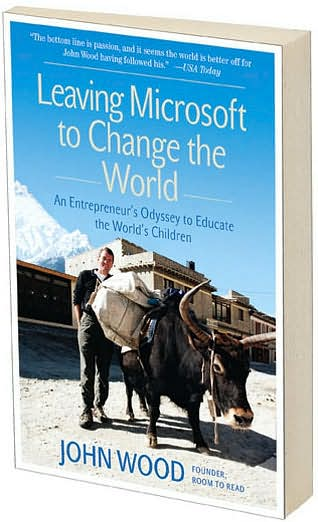 "The bottom line is passion, and it seems the world is better off for
John Wood having followed his." —USA Today
Leaving Microsoft
to Change the
World
An Entrepreneur's Odyssey to Educate
the World's Children
JOHN WOOD
FOUNDER,
ROOM TO READ